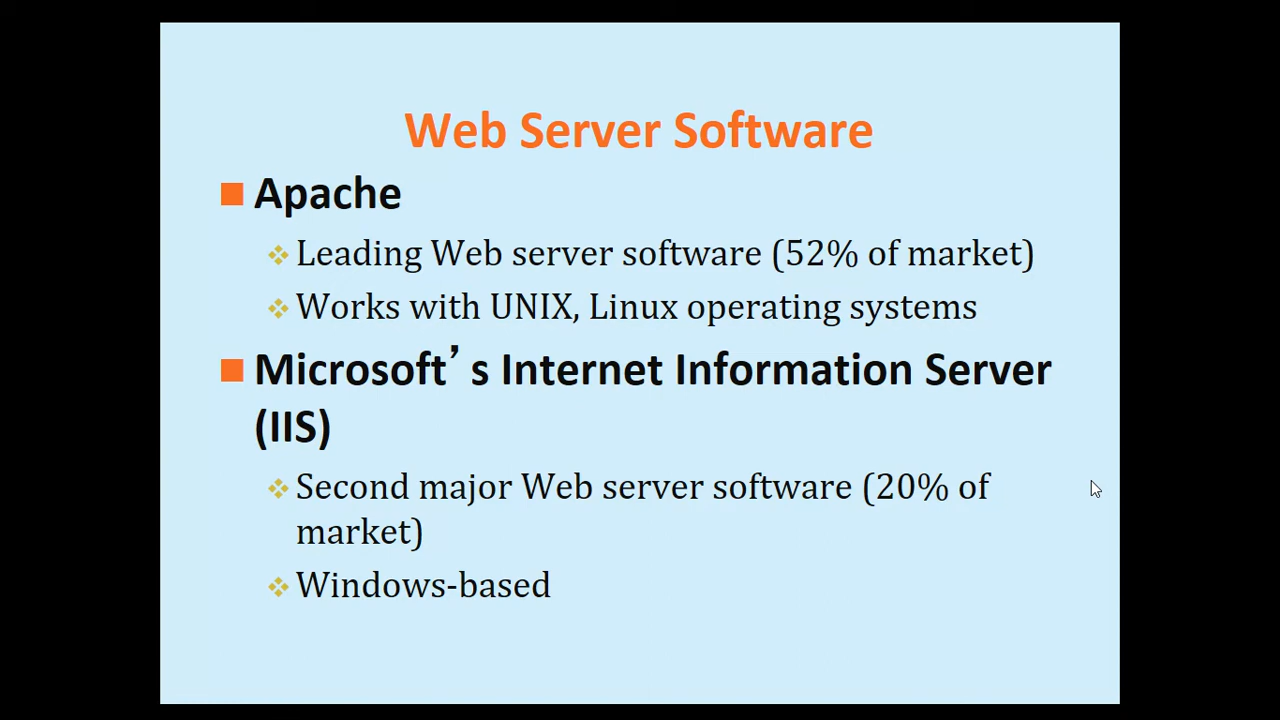 Web Server Software
Apache
Leading Web server software (52% of market)
Works with UNIX, Linux operating systems
Microsoft’s Internet Information Server
(IIS)
Second major Web server software (20% of
market)
Windows-based